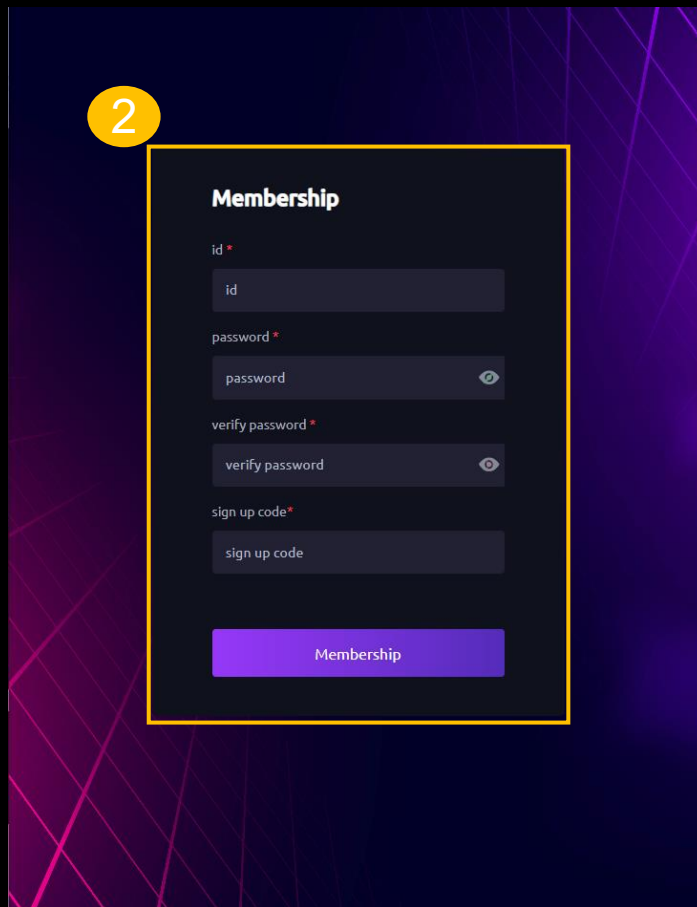 2
Membership
id *
id
password *
password
verify password *
verify password
sign up code*
sign up code
Membership